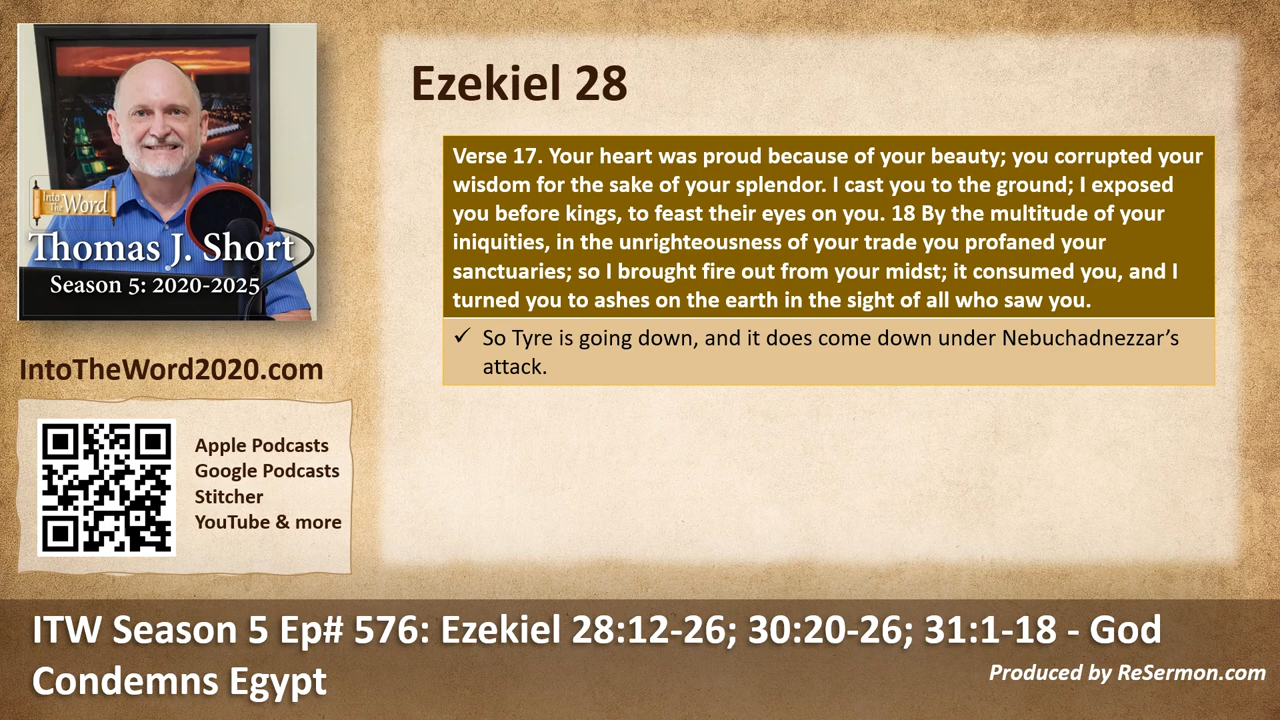 Into
The Word
Thomas J. Short
Season 5: 2020-2025
IntoTheWord2020.com
Apple Podcasts
Google Podcasts
Stitcher
YouTube & more
Ezekiel 28
Verse 17. Your heart was proud because of your beauty; you corrupted your
wisdom for the sake of your splendor. I cast you to the ground; I exposed
you before kings, to feast their eyes on you. 18 By the multitude of your
iniquities, in the unrighteousness of your trade you profaned your
sanctuaries; so I brought fire out from your midst; it consumed you, and I
turned you to ashes on the earth in the sight of all who saw you.
✓ So Tyre is going down, and it does come down under Nebuchadnezzar’s
attack.
ITW Season 5 Ep# 576: Ezekiel 28:12-26; 30:20-26; 31:1-18 - God
Condemns Egypt
Produced by ReSermon.com